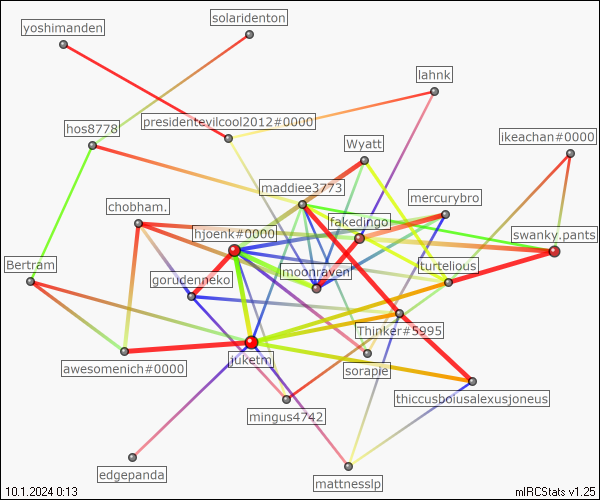 solaridenton
yoshimanden
lahnk
presidentevilcool2012#0000
hos8778
ikeachan#0000
Wyatt
maddiee3773
mercurybro
chobham.
fakedingo
hjoenk#0000
swanky.pants
Bertram
moonraven
turtelious
gorudenneko
Thinker#5995
juketm
awesomenich#0000
sorapie
thiccusboiusalexusjoneus
mingus4742
edgepanda
mattnesslp
10.1.2024 0:13
mIRCStats v1.25